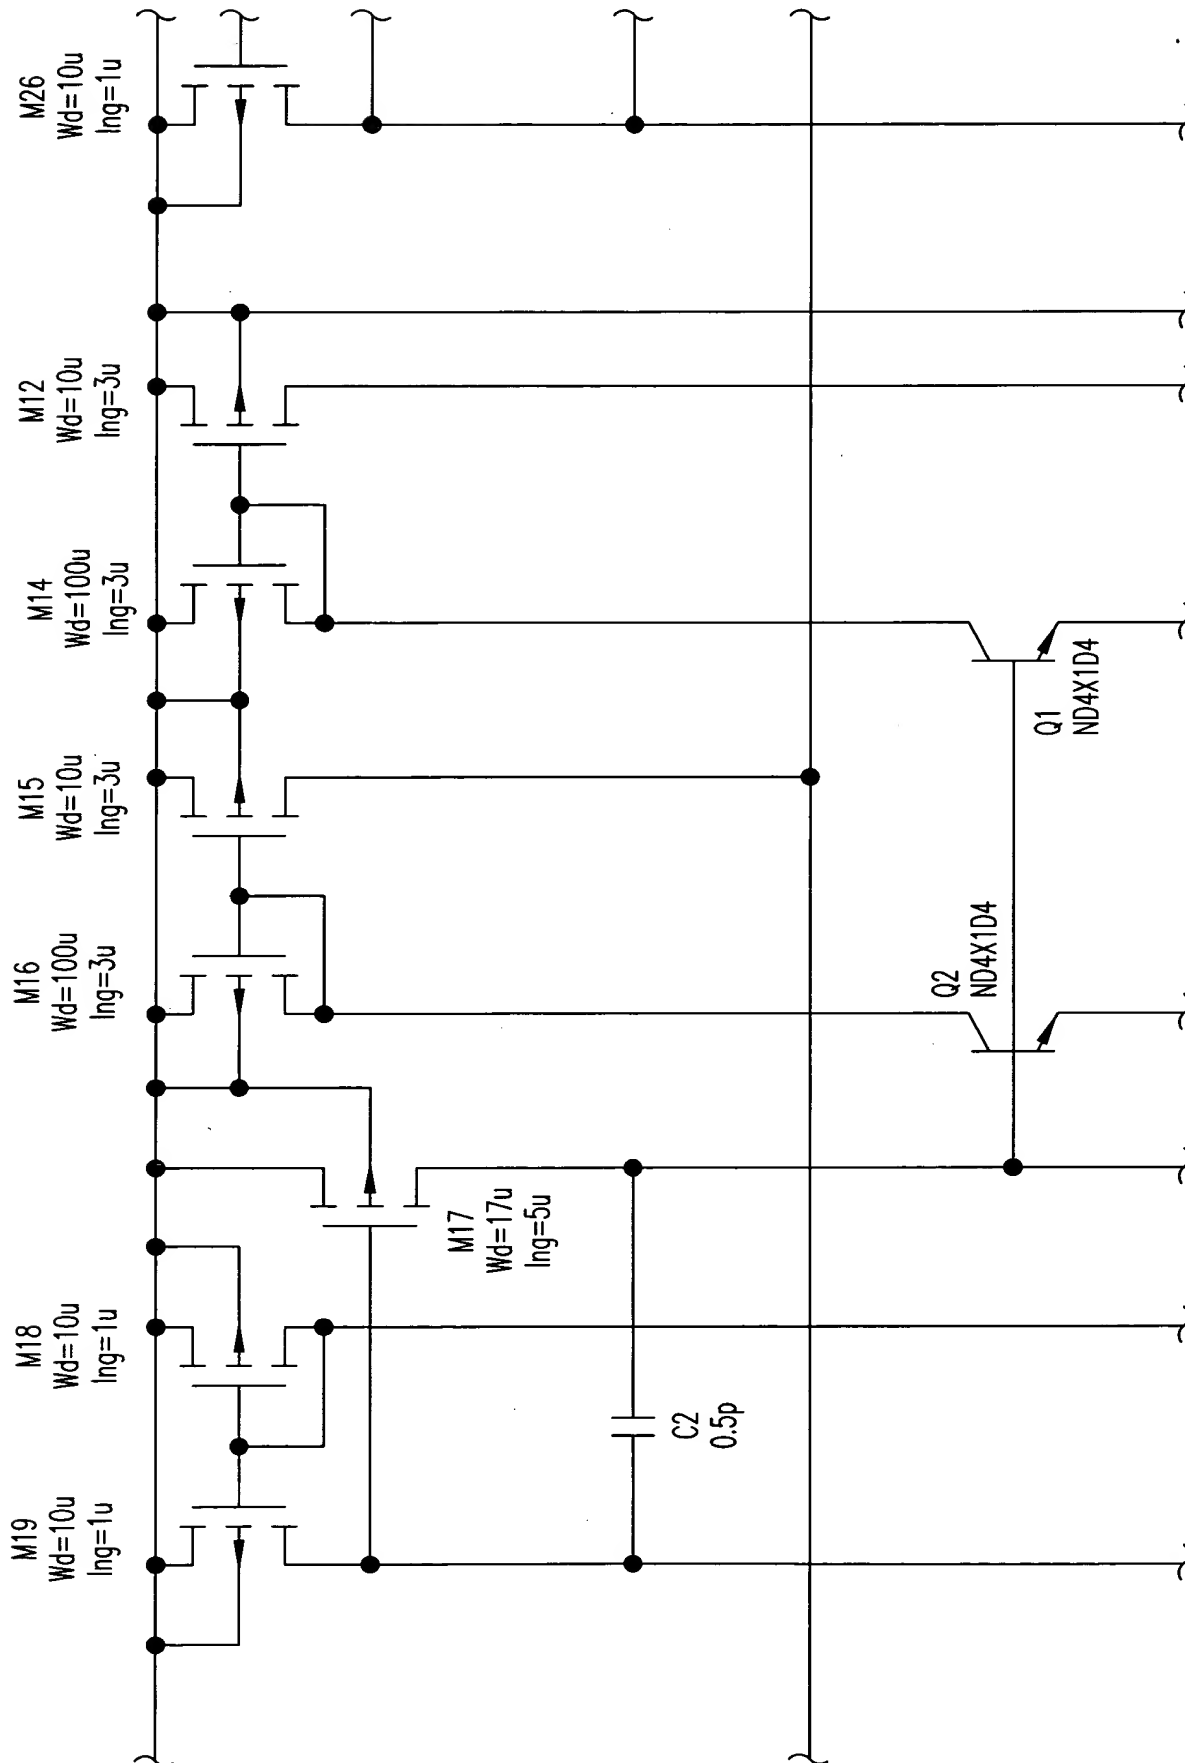 M19
Wd=10u
lng=1u
M18
Wd=10u
lng=1u
M17
Wd=17u
lng=5u
C2
0.5p
M16
Wd=100u
lng=3u
Q2
ND4X1D4
M15
Wd=10u
lng=3u
M14
Wd=100u
lng=3u
Q1
ND4X1D4
M12
Wd=10u
lng=3u
M26
Wd=10u
lng=1u